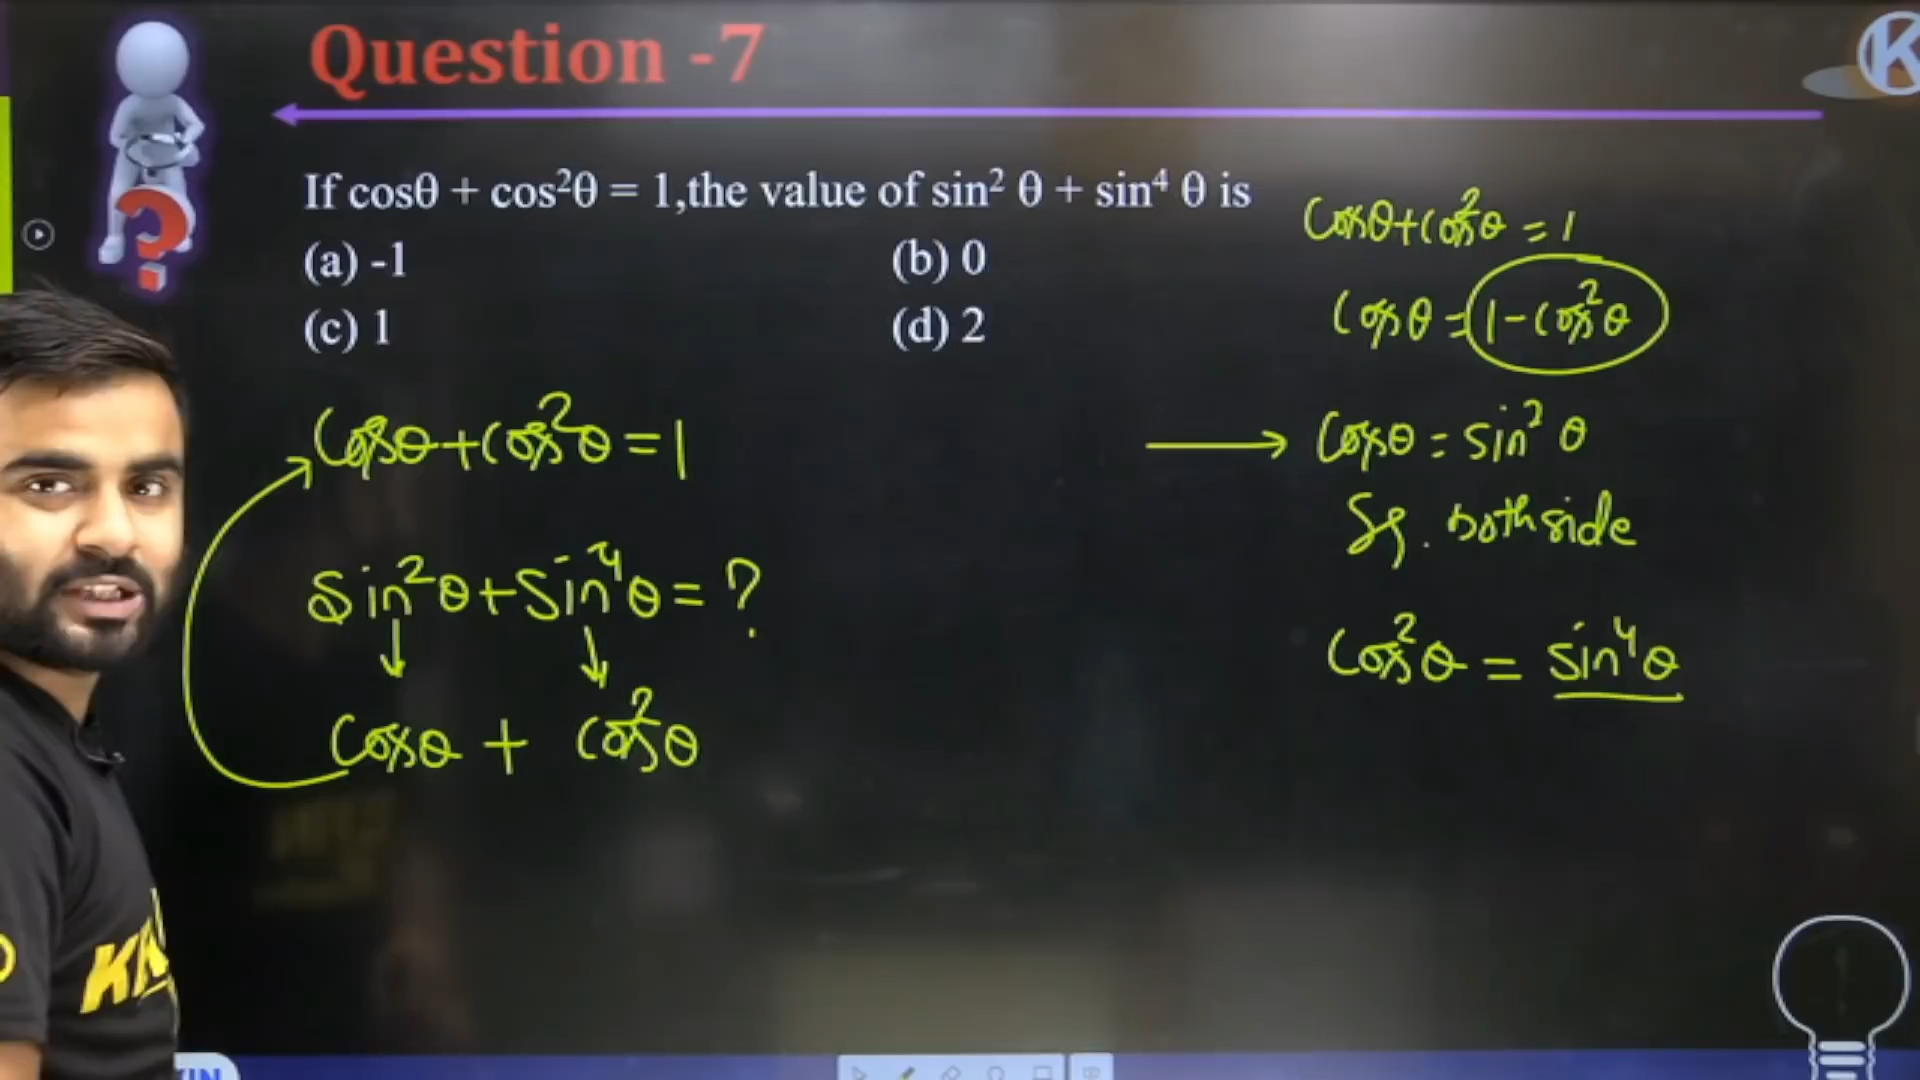 Question -7
K
If cosθ + cos²θ = 1,the value of sin² θ + sin⁴ θ is
(a) -1 (b) 0
(c) 1 (d) 2
Cosθ+Cos²θ = 1
Cosθ = 1-Cos²θ
Cosθ+Cos²θ = 1
Cosθ = Sin² θ
Sq. both side
Sin²θ + Sin⁴θ = ?
Cos²θ = Sin⁴θ
Cosθ + Cos²θ